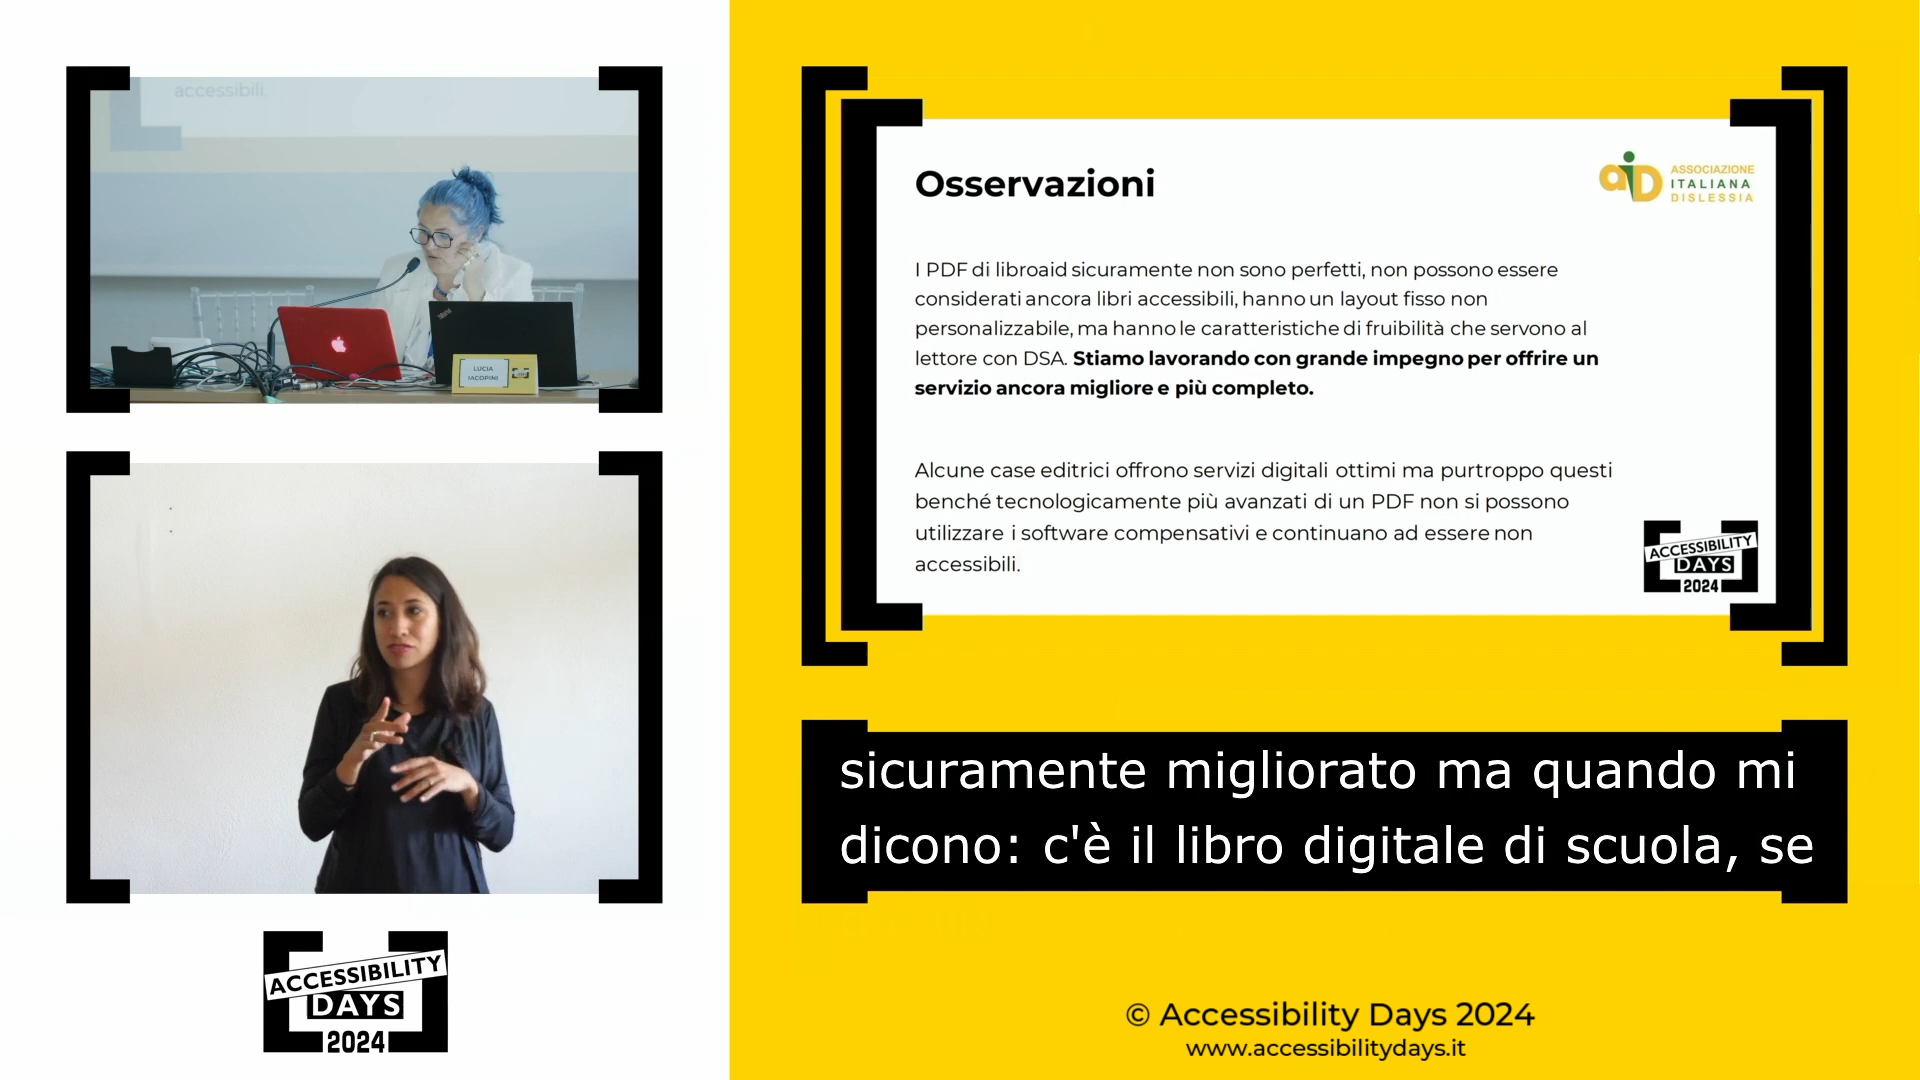 accessibili.
LUCIA
IACOPINI
ACCESSIBILITY
DAYS
2024
Osservazioni
ASSOCIAZIONE
ITALIANA
DISLESSIA
I PDF di libroaid sicuramente non sono perfetti, non possono essere
considerati ancora libri accessibili, hanno un layout fisso non
personalizzabile, ma hanno le caratteristiche di fruibilità che servono al
lettore con DSA. Stiamo lavorando con grande impegno per offrire un
servizio ancora migliore e più completo.
Alcune case editrici offrono servizi digitali ottimi ma purtroppo questi
benché tecnologicamente più avanzati di un PDF non si possono
utilizzare i software compensativi e continuano ad essere non
accessibili.
ACCESSIBILITY
DAYS
2024
sicuramente migliorato ma quando mi
dicono: c'è il libro digitale di scuola, se
© Accessibility Days 2024
www.accessibilitydays.it